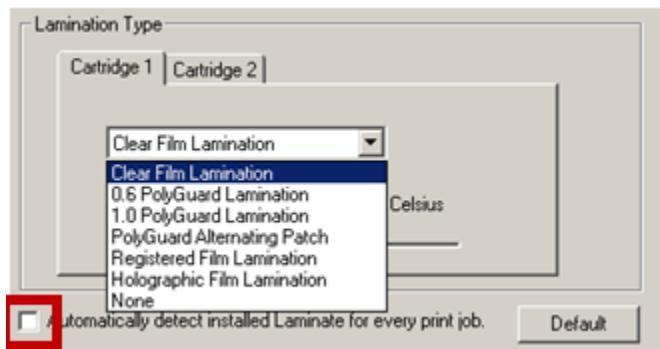 Lamination Type
Cartridge 1 Cartridge 2
Clear Film Lamination
Clear Film Lamination
0.6 PolyGuard Lamination
1.0 PolyGuard Lamination
Celsius
PolyGuard Alternating Patch
Registered Film Lamination
Holographic Film Lamination
None
Automatically detect installed Laminate for every print job.
Default